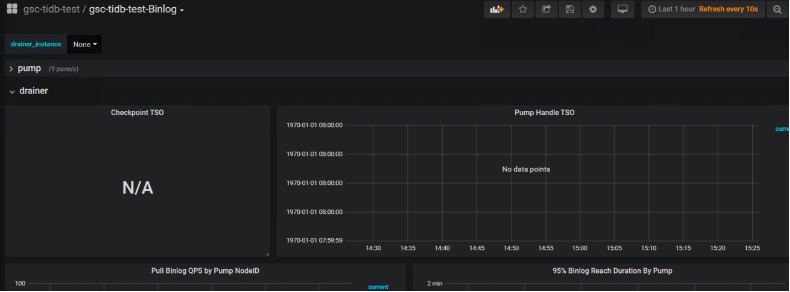 gsc-tidb-test / gsc-tidb-test-Binlog
Last 1 hour Refresh every 10s
drainer_instance None
pump (9 panels)
drainer
Checkpoint TSO
N/A
Pump Handle TSO
1970-01-01 08:00:00
1970-01-01 08:00:00
1970-01-01 08:00:00
1970-01-01 08:00:00
1970-01-01 07:59:59
No data points
14:30 14:35 14:40 14:45 14:50 14:55 15:00 15:05 15:10 15:15 15:20 15:25
Pull Binlog QPS by Pump NodeID
100
current
95% Binlog Reach Duration By Pump
2 min